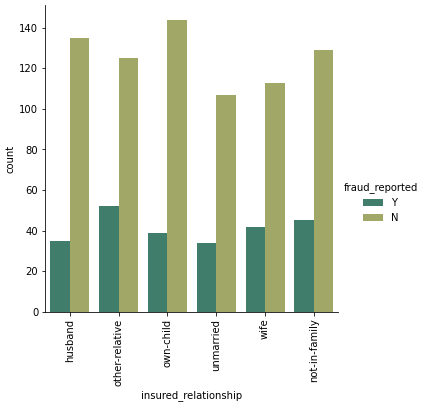 140
120
100
80
60
40
20
0
count
husband
other-relative
own-child
unmarried
wife
not-in-family
insured_relationship
fraud_reported
Y
N